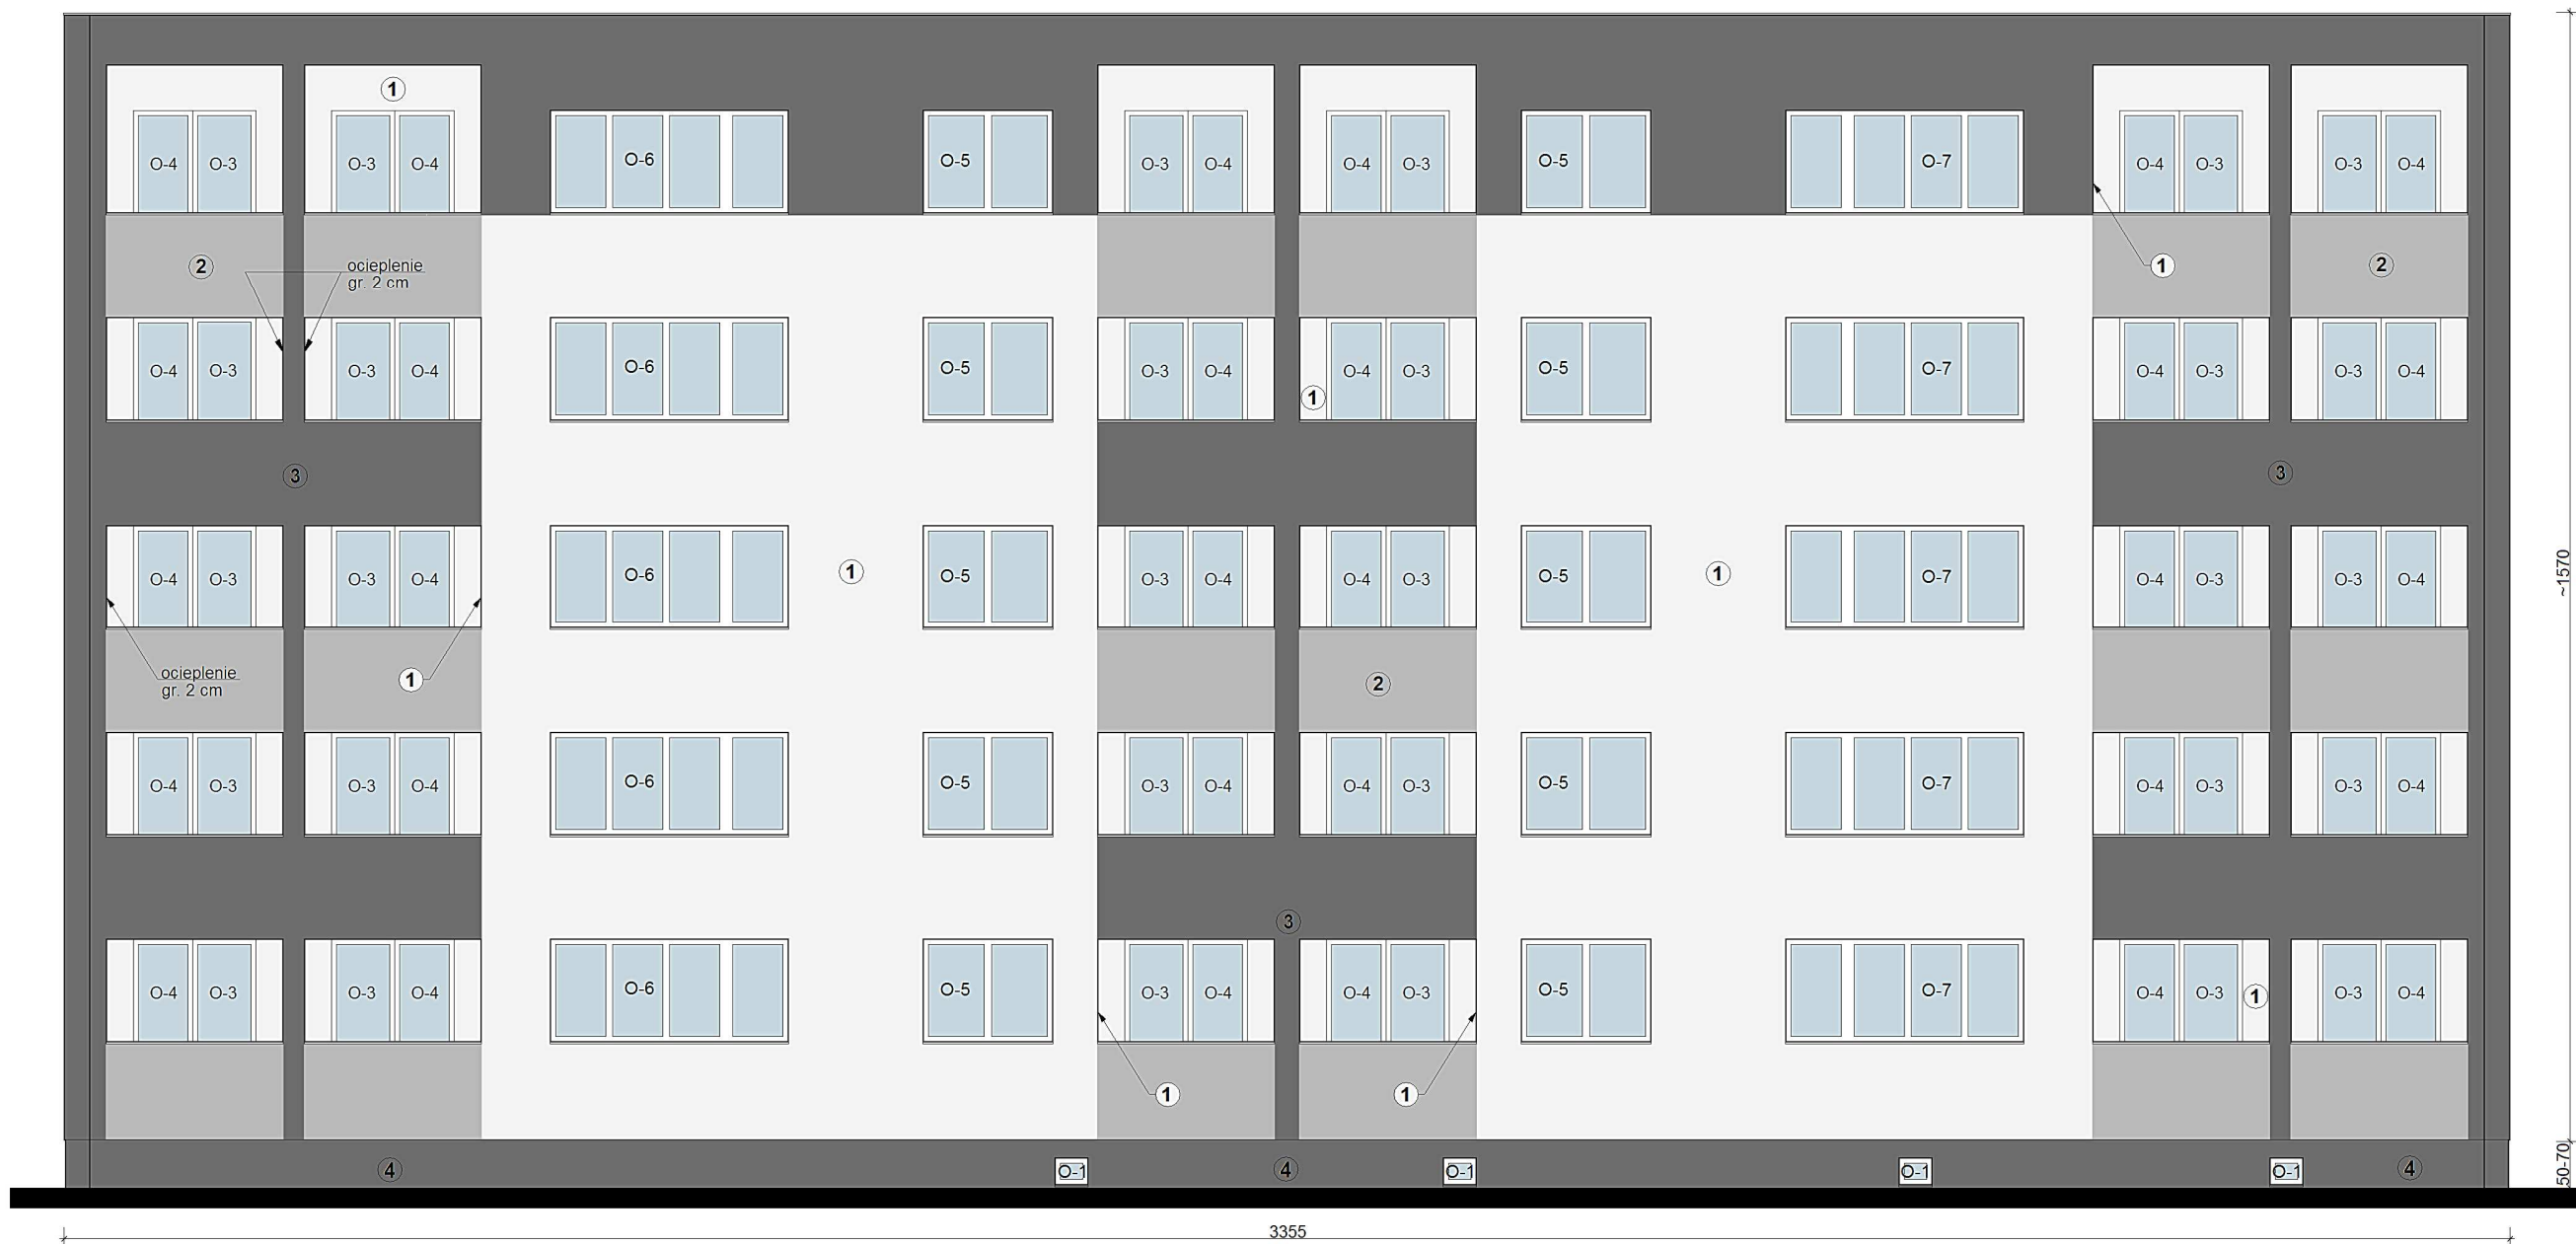 1
O-4 O-3 O-3 O-4 O-6 O-5 O-3 O-4 O-4 O-3 O-5 O-7 O-4 O-3 O-3 O-4
2 ocieplenie 1 2
gr. 2 cm
O-4 O-3 O-3 O-4 O-6 O-5 O-3 O-4 O-4 O-3 O-5 O-7 O-4 O-3 O-3 O-4
1
3 3
O-4 O-3 O-3 O-4 O-6 1 O-5 O-3 O-4 O-4 O-3 O-5 1 O-7 O-4 O-3 O-3 O-4
~1570
ocieplenie 1 2
gr. 2 cm
O-4 O-3 O-3 O-4 O-6 O-5 O-3 O-4 O-4 O-3 O-5 O-7 O-4 O-3 O-3 O-4
3
O-4 O-3 O-3 O-4 O-6 O-5 O-3 O-4 O-4 O-3 O-5 O-7 O-4 O-3 1 O-3 O-4
1 1
4 O-1 4 O-1 O-1 O-1 4
50-70
3355